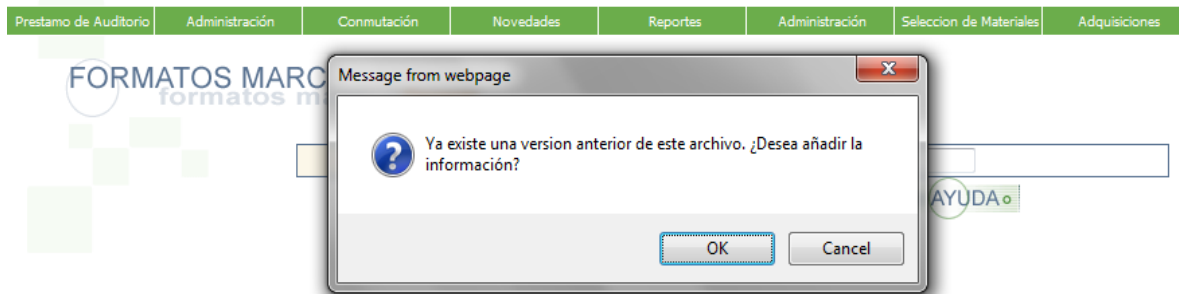 Prestamo de Auditorio Administración Conmutación Novedades Reportes Administración Seleccion de Materiales Adquisiciones
FORMATOS MARC
formatos m
Message from webpage
Ya existe una version anterior de este archivo. ¿Desea añadir la
información?
AYUDA
OK Cancel